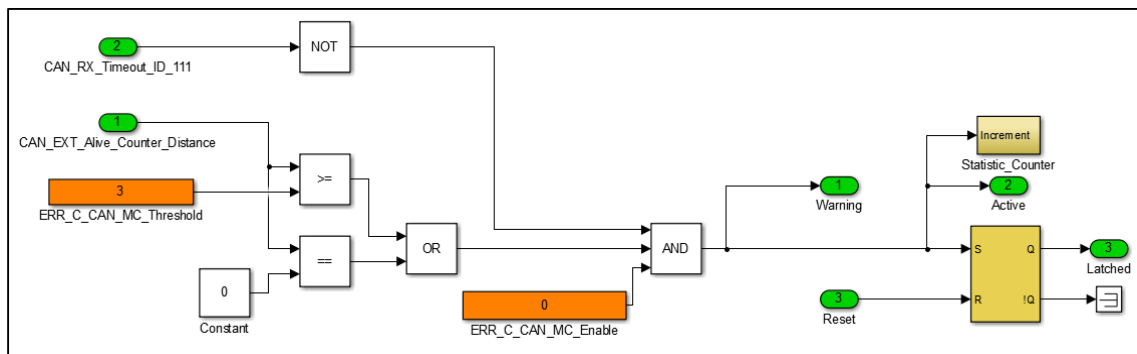 2
NOT
CAN_RX_Timeout_ID_111
1
CAN_EXT_Alive_Counter_Distance
Increment
Statistic_Counter
>=
3
ERR_C_CAN_MC_Threshold
1
Warning
2
Active
OR
AND
==
S
Q
3
Latched
0
Constant
0
ERR_C_CAN_MC_Enable
3
Reset
R
!Q